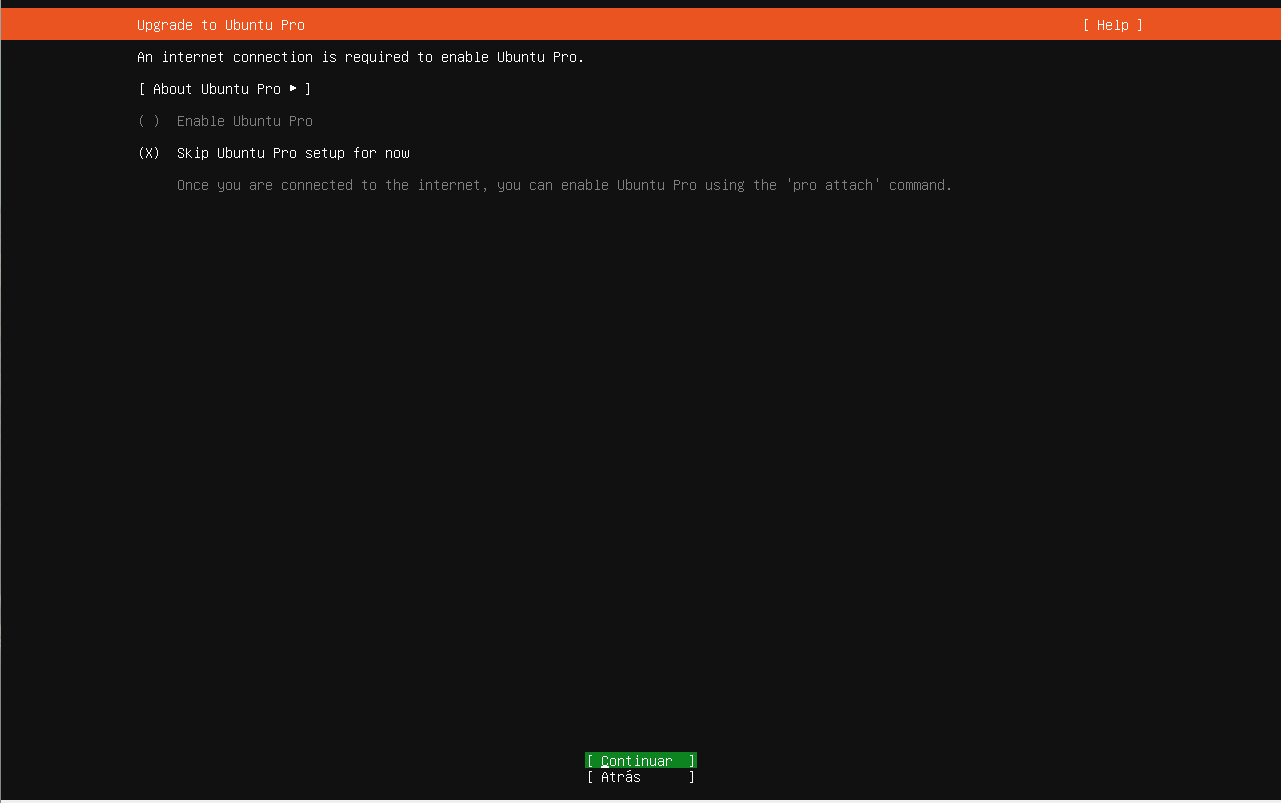 Upgrade to Ubuntu Pro [ Help ]
An internet connection is required to enable Ubuntu Pro.
[ About Ubuntu Pro ► ]
( ) Enable Ubuntu Pro
(X) Skip Ubuntu Pro setup for now
Once you are connected to the internet, you can enable Ubuntu Pro using the 'pro attach' command.
[ Continuar ]
[ Atrás ]